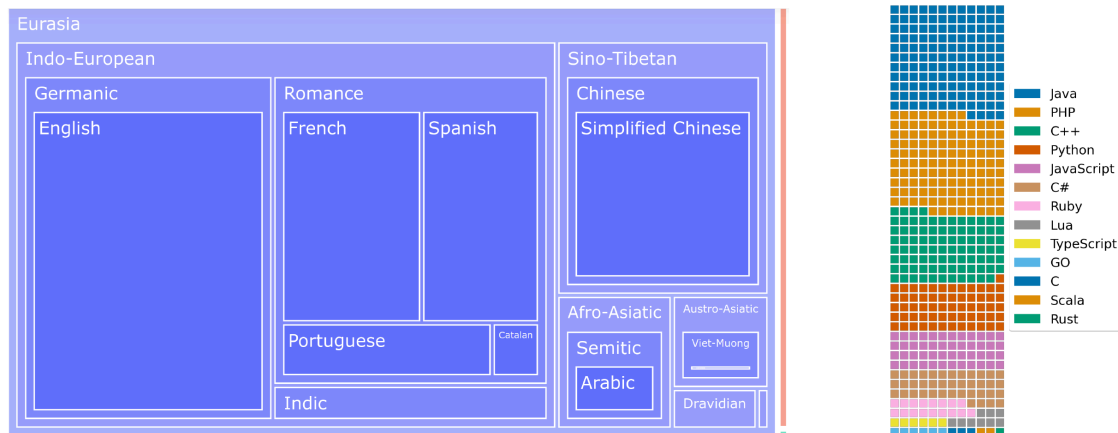 Eurasia
Indo-European
Germanic
English
Romance
French
Spanish
Portuguese
Catalan
Indic
Sino-Tibetan
Chinese
Simplified Chinese
Afro-Asiatic
Semitic
Arabic
Austro-Asiatic
Viet-Muong
Dravidian
Java
PHP
C++
Python
JavaScript
C#
Ruby
Lua
TypeScript
GO
C
Scala
Rust